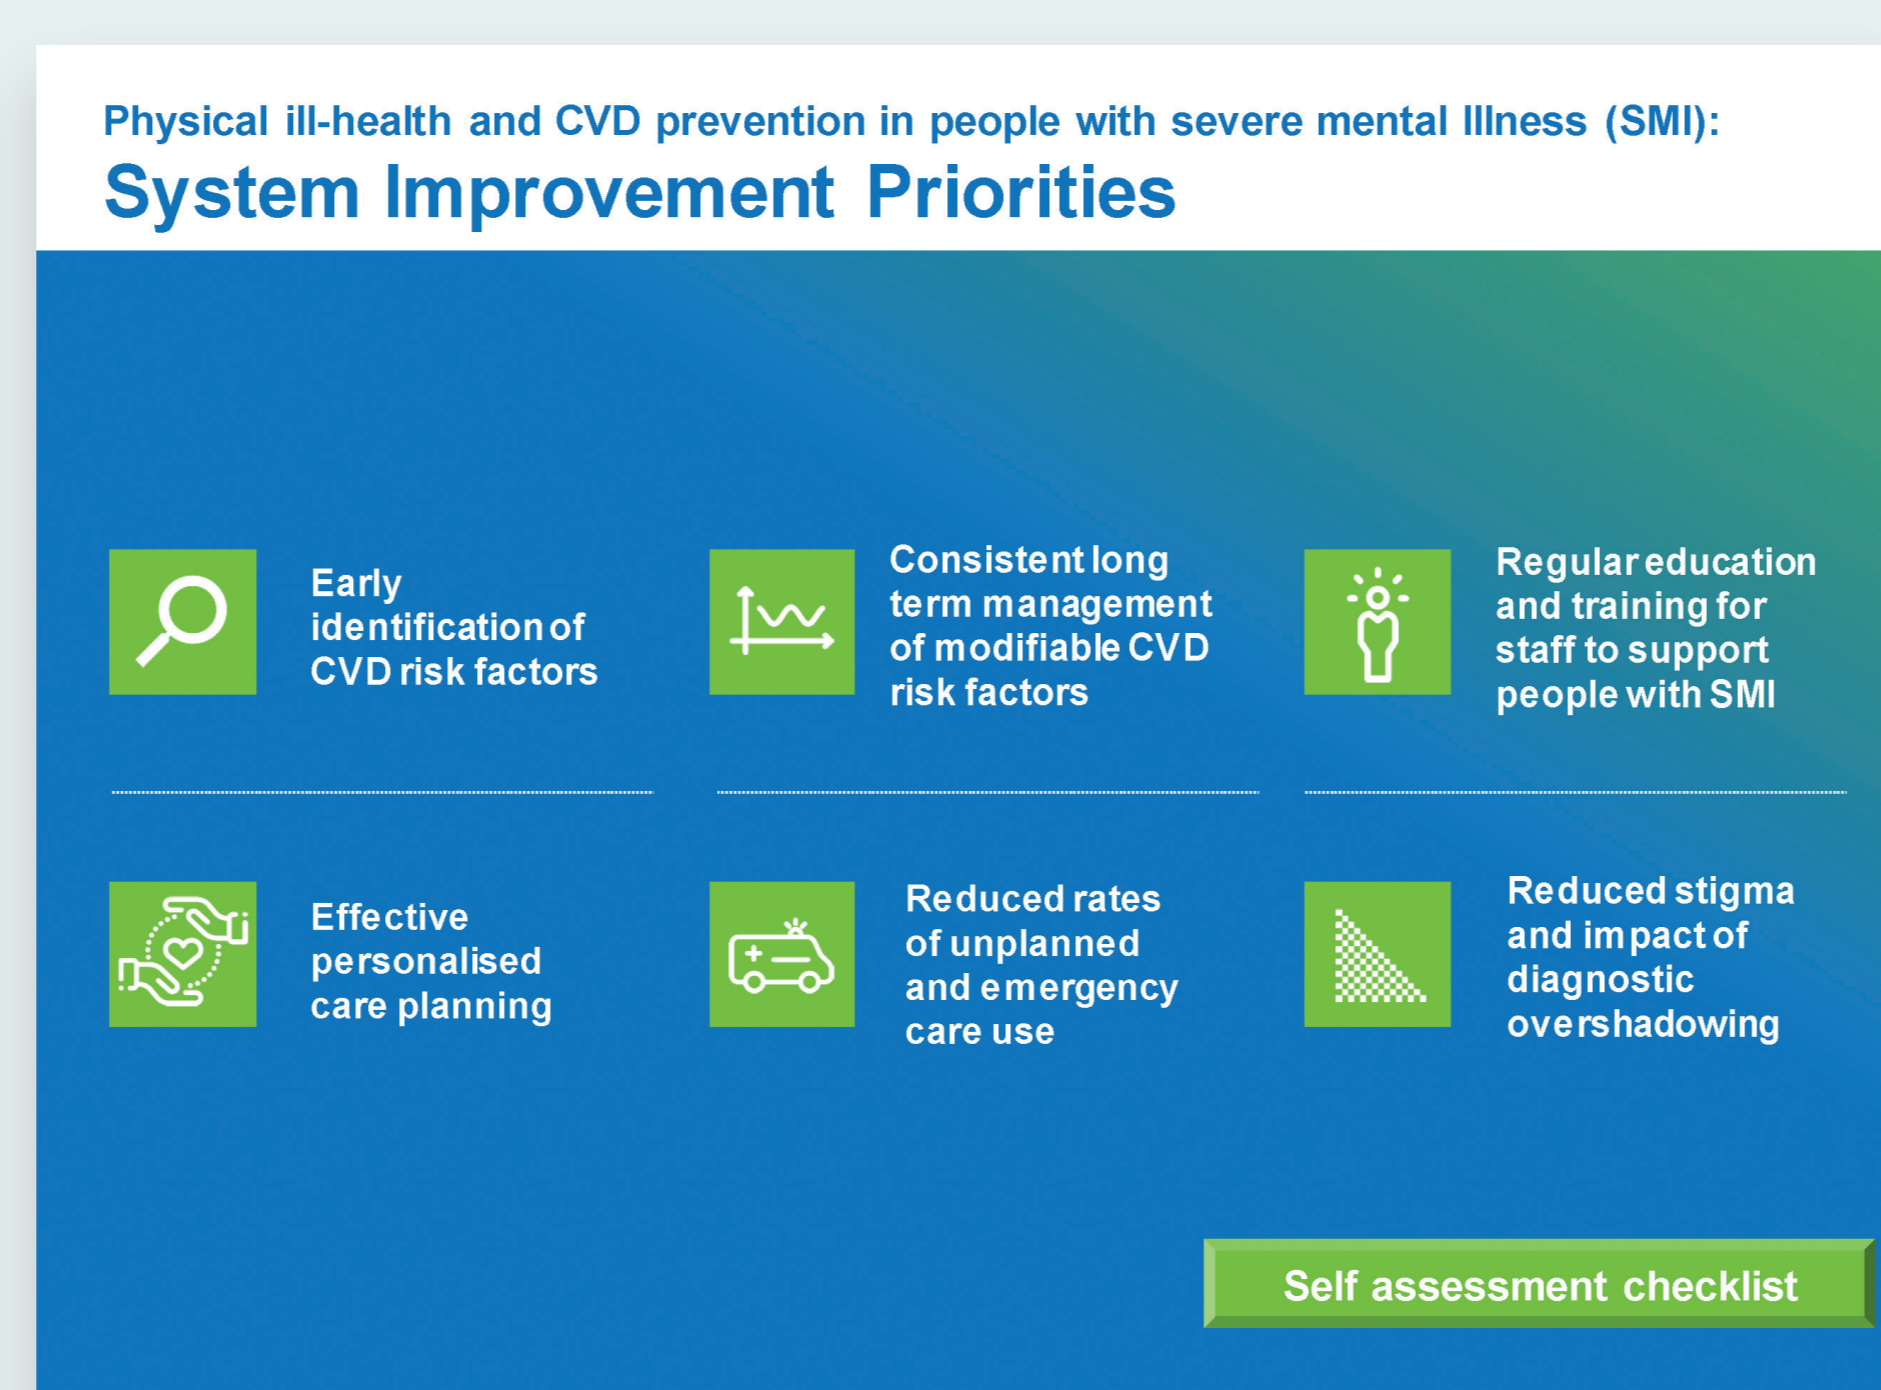 Physical ill-health and CVD prevention in people with severe mental Illness (SMI):
System Improvement Priorities
Early
identification of
CVD risk factors
Consistent long
term management
of modifiable CVD
risk factors
Regular education
and training for
staff to support
people with SMI
Effective
personalised
care planning
Reduced rates
of unplanned
and emergency
care use
Reduced stigma
and impact of
diagnostic
overshadowing
Self assessment checklist